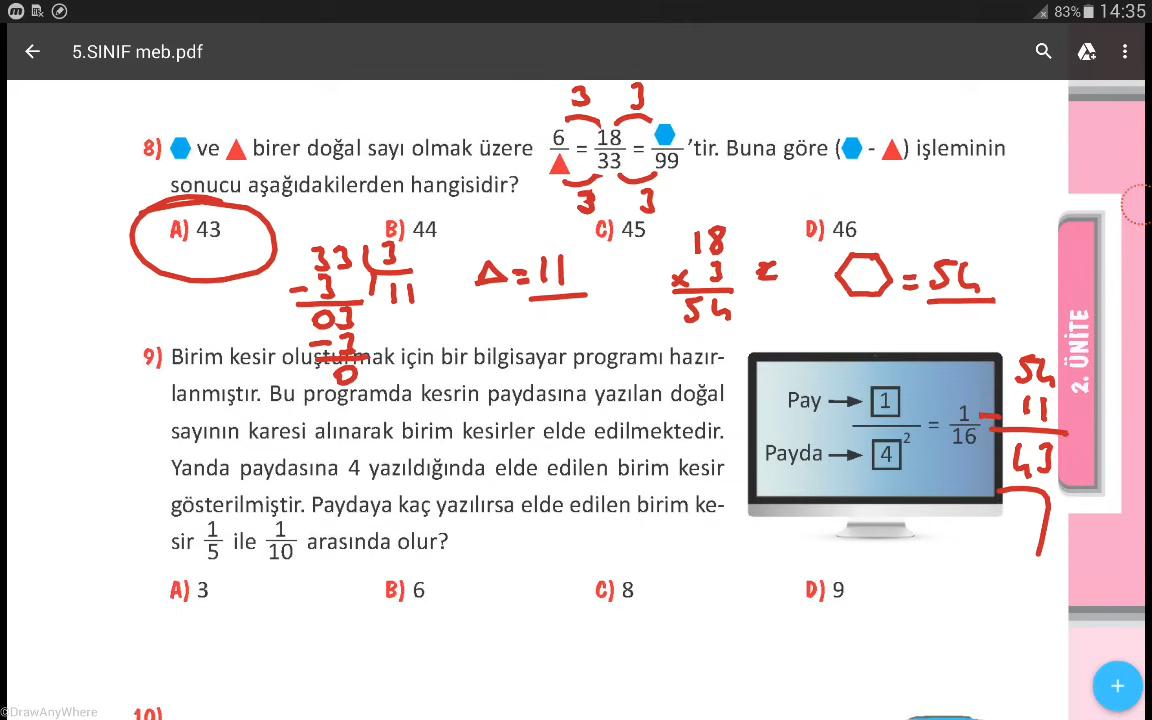 83% 14:35
5.SINIF meb.pdf
3 3
8) ve birer doğal sayı olmak üzere 6/ = 18/33 = /99 'tir. Buna göre ( - ) işleminin
3 3
sonucu aşağıdakilerden hangisidir?
A) 43 B) 44 C) 45 D) 46
33 3
- 3 11
03
- 3
0
Δ = 11
18
x 3
54
= 54
2. ÜNİTE
9) Birim kesir oluşturmak için bir bilgisayar programı hazır-
lanmıştır. Bu programda kesrin paydasına yazılan doğal
sayının karesi alınarak birim kesirler elde edilmektedir.
Yanda paydasına 4 yazıldığında elde edilen birim kesir
gösterilmiştir. Paydaya kaç yazılırsa elde edilen birim ke-
sir 1/5 ile 1/10 arasında olur?
Pay → 1
Payda → 4² = 1/16
54
- 11
43
A) 3 B) 6 C) 8 D) 9
10)
©DrawAnyWhere